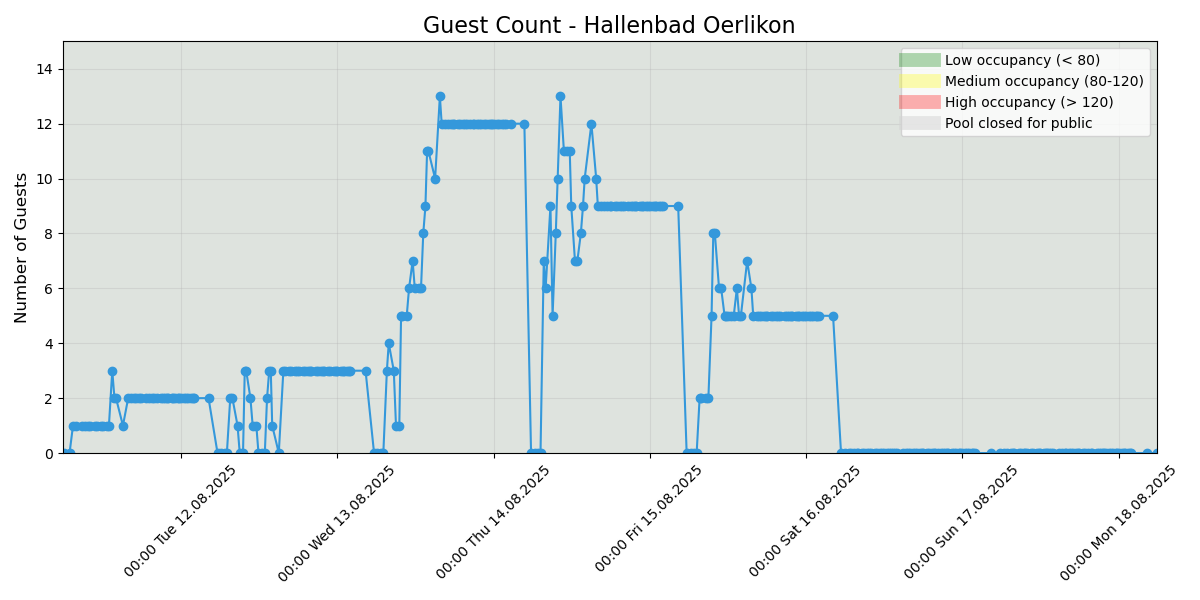 Guest Count - Hallenbad Oerlikon
Number of Guests
14
12
10
8
6
4
2
0
Low occupancy (< 80)
Medium occupancy (80-120)
High occupancy (> 120)
Pool closed for public
00:00 Tue 12.08.2025
00:00 Wed 13.08.2025
00:00 Thu 14.08.2025
00:00 Fri 15.08.2025
00:00 Sat 16.08.2025
00:00 Sun 17.08.2025
00:00 Mon 18.08.2025